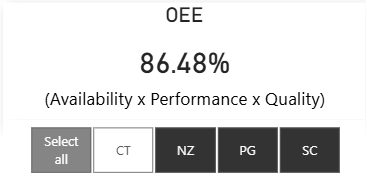 OEE
86.48%
(Availability x Performance x Quality)
Select all
CT
NZ
PG
SC